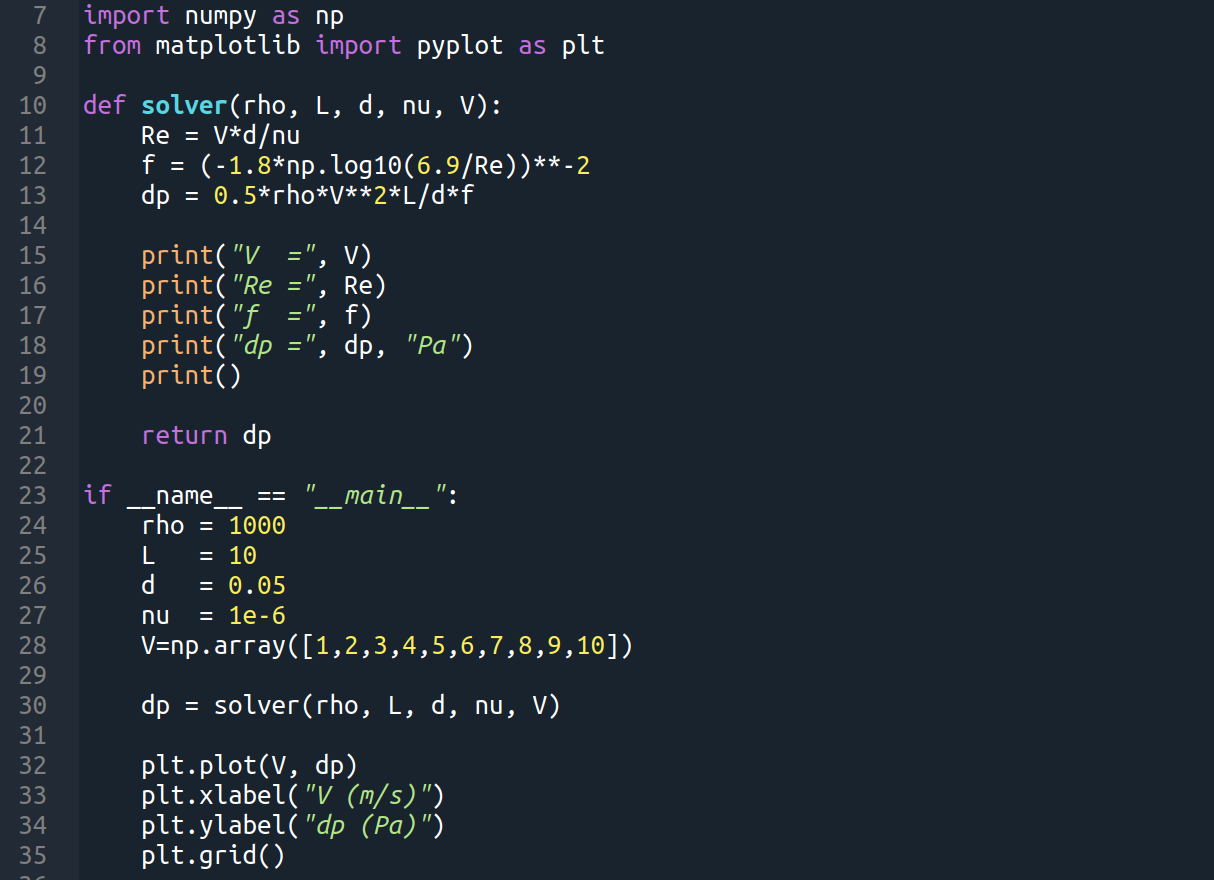 7 import numpy as np
8 from matplotlib import pyplot as plt
9
10 def solver(rho, L, d, nu, V):
11     Re = V*d/nu
12     f = (-1.8*np.log10(6.9/Re))**-2
13     dp = 0.5*rho*V**2*L/d*f
14
15     print("V  =", V)
16     print("Re =", Re)
17     print("f  =", f)
18     print("dp =", dp, "Pa")
19     print()
20
21     return dp
22
23 if __name__ == "__main__":
24     rho = 1000
25     L   = 10
26     d   = 0.05
27     nu  = 1e-6
28     V=np.array([1,2,3,4,5,6,7,8,9,10])
29
30     dp = solver(rho, L, d, nu, V)
31
32     plt.plot(V, dp)
33     plt.xlabel("V (m/s)")
34     plt.ylabel("dp (Pa)")
35     plt.grid()